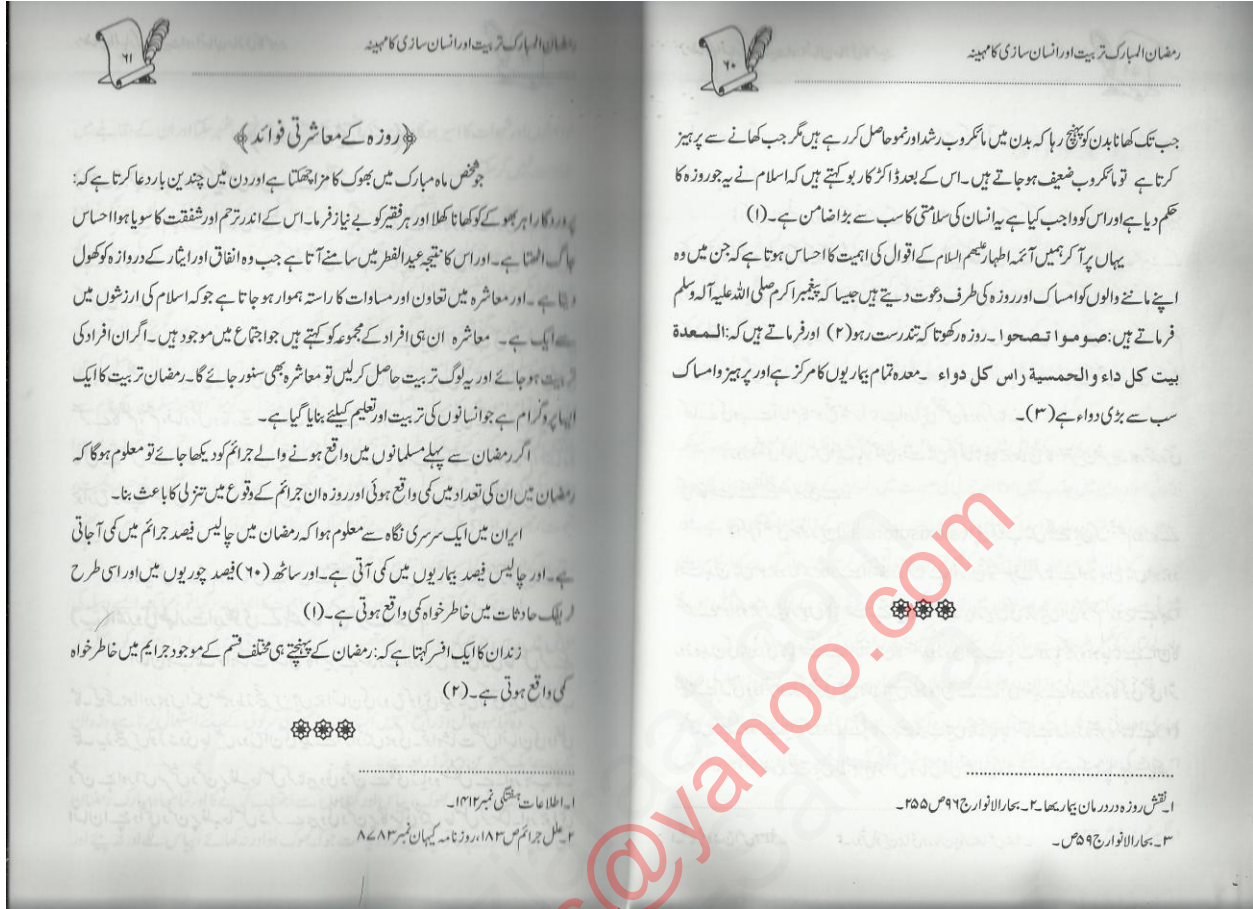 رمضان المبارک تربیت اور انسان سازی کا مہینہ
۶۰
جب تک کھانا بدن کو پہنچ رہا کہ بدن میں مائکروب رشد اور نمو حاصل کر رہے ہیں مگر جب کھانے سے پرہیز
کرتا ہے تو مائکروب ضعیف ہو جاتے ہیں۔ اس کے بعد ڈاکڑ کاربو کہتے ہیں کہ اسلام نے یہ جو روزہ کا
حکم دیا ہے اور اس کو واجب کیا ہے یہ انسان کی سلامتی کا سب سے بڑا ضامن ہے۔ (۱)
یہاں پر آ کر ہمیں آئمہ اطہار علیھم السلام کے اقوال کی اہمیت کا احساس ہوتا ہے کہ جن میں وہ
اپنے ماننے والوں کو امساک اور روزہ کی طرف دعوت دیتے ہیں جیسا کہ پیغمبر اکرم صلی اللہ علیہ آلہ وسلم
فرماتے ہیں: صوموا تصحوا۔ روزہ رکھو تا کہ تندرست رہو (۲) اور فرماتے ہیں کہ: المعدة
بیت کل داء والحمسیة راس کل دواء ۔ معدہ تمام بیماریوں کا مرکز ہے اور پرہیز وامساک
سب سے بڑی دواء ہے (۳)۔
۱۔ نقش روزہ در درمان بیماریھا۔ ۲۔ بحارالانوار ج ۹۶ ص ۲۵۵۔
۳۔ بحارالانوار ج ۵۹ ص۔
رمضان المبارک تربیت اور انسان سازی کا مہینہ
۶۱
﴿روزہ کے معاشرتی فوائد﴾
جو شخص ماہ مبارک میں بھوک کا مزا چھکتا ہے اور دن میں چندین بار دعا کرتا ہے کہ:
پروردگارا ہر بھوکے کو کھانا کھلا اور ہر فقیر کو بے نیاز فرما۔ اس کے اندر ترحم اور شفقت کا سویا ہوا احساس
جاگ اٹھتا ہے۔ اور اس کا نتیجہ عیدالفطر میں سامنے آتا ہے جب وہ انفاق اور ایثار کے دروازہ کو کھول
دیتا ہے۔ اور معاشرہ میں تعاون اور مساوات کا راستہ ہموار ہو جاتا ہے جو کہ اسلام کی ارزشوں میں
سے ایک ہے۔ معاشرہ ان ہی افراد کے مجموعہ کو کہتے ہیں جو اجتماع میں موجود ہیں۔ اگر ان افراد کی
تربیت ہو جائے اور یہ لوگ تربیت حاصل کر لیں تو معاشرہ بھی سنور جائے گا۔ رمضان تربیت کا ایک
ایسا پروگرام ہے جو انسانوں کی تربیت اور تعلیم کیلئے بنایا گیا ہے۔
اگر رمضان سے پہلے مسلمانوں میں واقع ہونے والے جرائم کو دیکھا جائے تو معلوم ہوگا کہ
رمضان میں ان کی تعداد میں کمی واقع ہوئی اور روزہ ان جرائم کے وقوع میں تنزلی کا باعث بنا۔
ایران میں ایک سرسری نگاہ سے معلوم ہوا کہ رمضان میں چالیس فیصد جرائم میں کمی آ جاتی
ہے۔ اور چالیس فیصد بیماریوں میں کمی آتی ہے۔ اور ساٹھ (۶۰) فیصد چوریوں میں اور اسی طرح
ٹریفک حادثات میں خاطر خواہ کمی واقع ہوتی ہے۔ (۱)
زندان کا ایک افسر کہتا ہے کہ: رمضان کے پہنچتے ہی مختلف قسم کے موجود جرایم میں خاطر خواہ
کمی واقع ہوتی ہے۔ (۲)
۱۔ اطلاعات ہفتگی نمبر ۱۴۱۲۔
۲۔ علل جرائم ص ۱۸۳، روزنامہ کیہان نمبر ۸۷۸۳
@yahoo.com